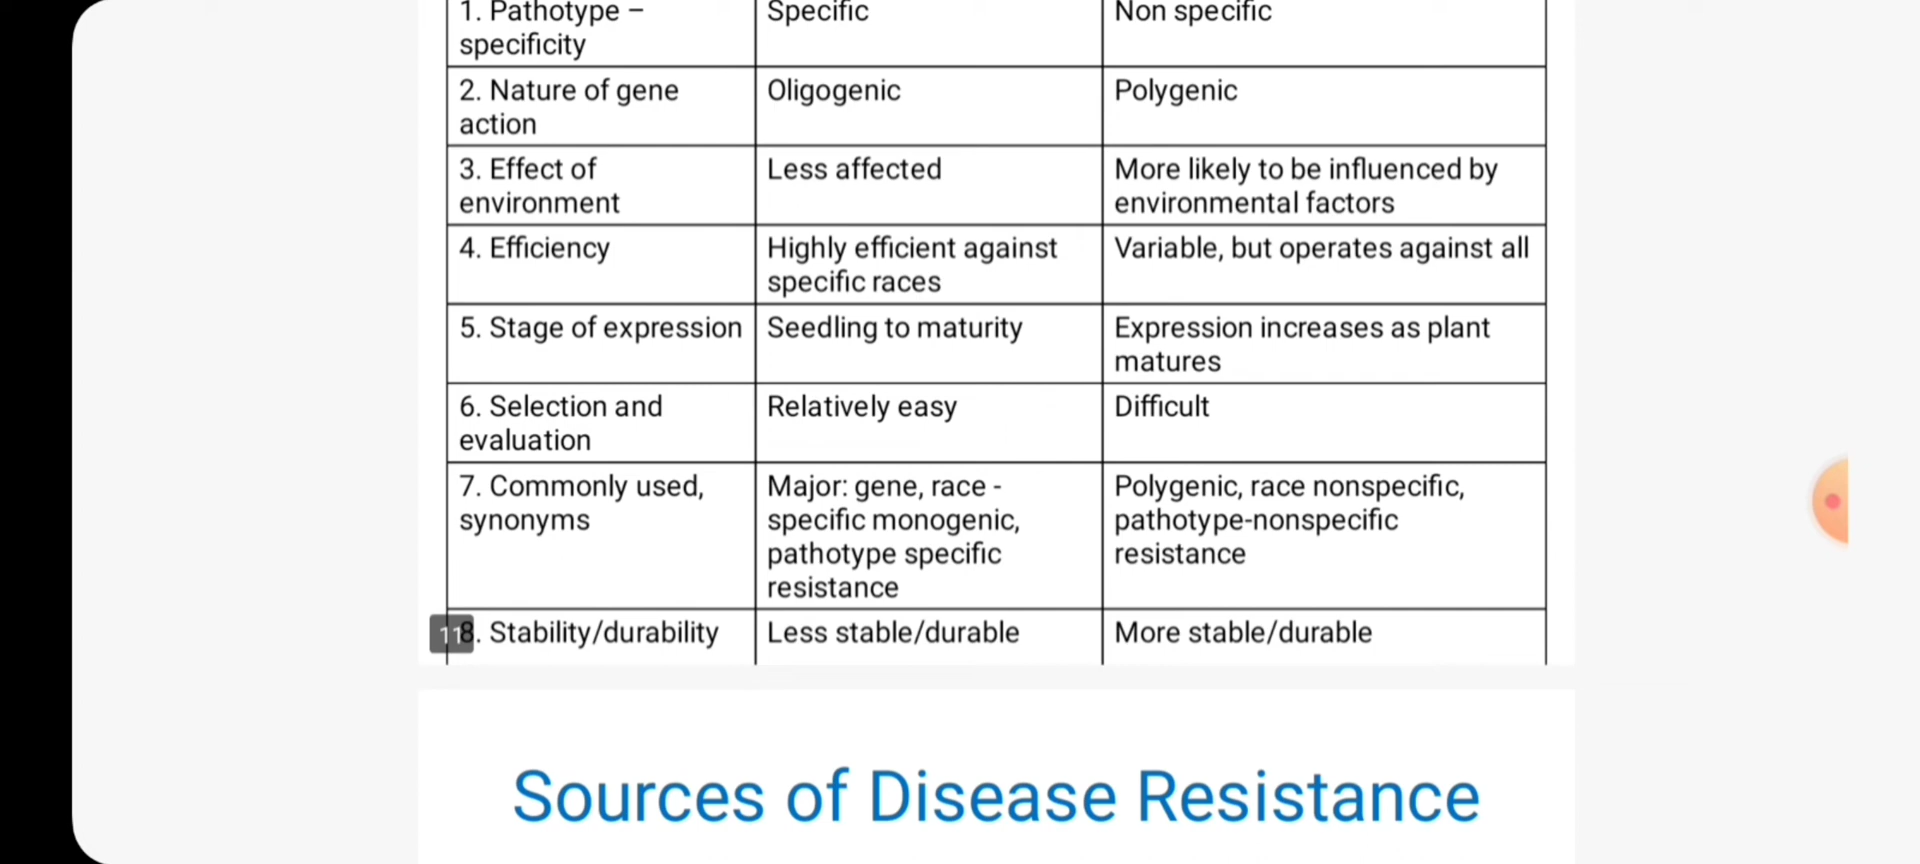 1. Pathotype –
specificity
Specific
Non specific
2. Nature of gene
action
Oligogenic
Polygenic
3. Effect of
environment
Less affected
More likely to be influenced by
environmental factors
4. Efficiency
Highly efficient against
specific races
Variable, but operates against all
5. Stage of expression
Seedling to maturity
Expression increases as plant
matures
6. Selection and
evaluation
Relatively easy
Difficult
7. Commonly used,
synonyms
Major: gene, race -
specific monogenic,
pathotype specific
resistance
Polygenic, race nonspecific,
pathotype-nonspecific
resistance
11
8. Stability/durability
Less stable/durable
More stable/durable
Sources of Disease Resistance